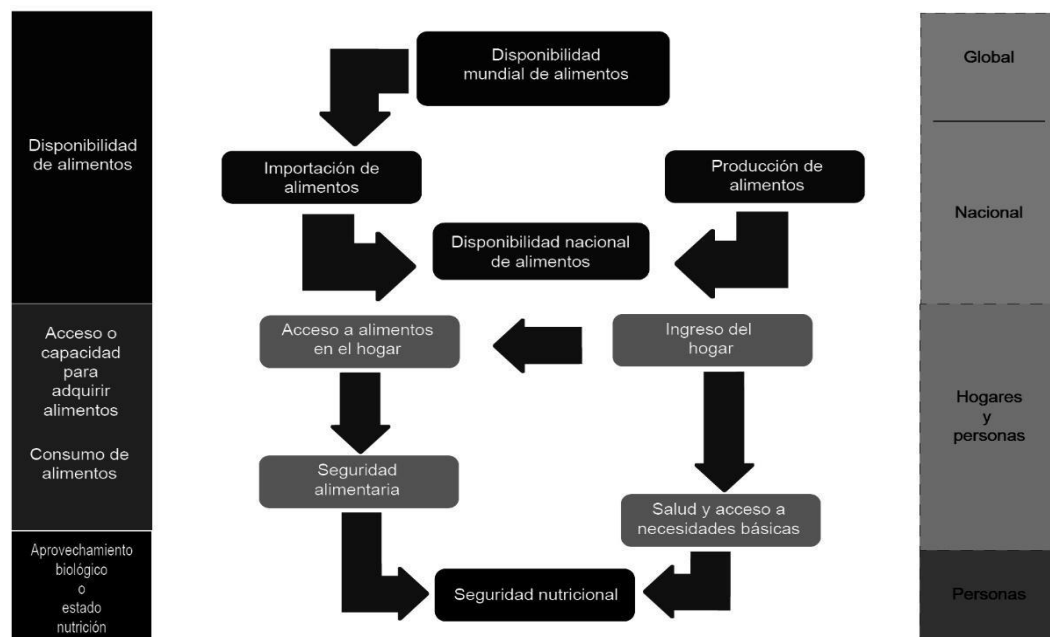 Disponibilidad
de alimentos
Acceso o
capacidad
para
adquirir
alimentos
Consumo de
alimentos
Aprovechamiento
biológico
o
estado
nutrición
Disponibilidad
mundial de alimentos
Importación de
alimentos
Producción de
alimentos
Disponibilidad nacional
de alimentos
Acceso a alimentos
en el hogar
Ingreso del
hogar
Seguridad
alimentaria
Salud y acceso a
necesidades básicas
Seguridad nutricional
Global
Nacional
Hogares
y
personas
Personas